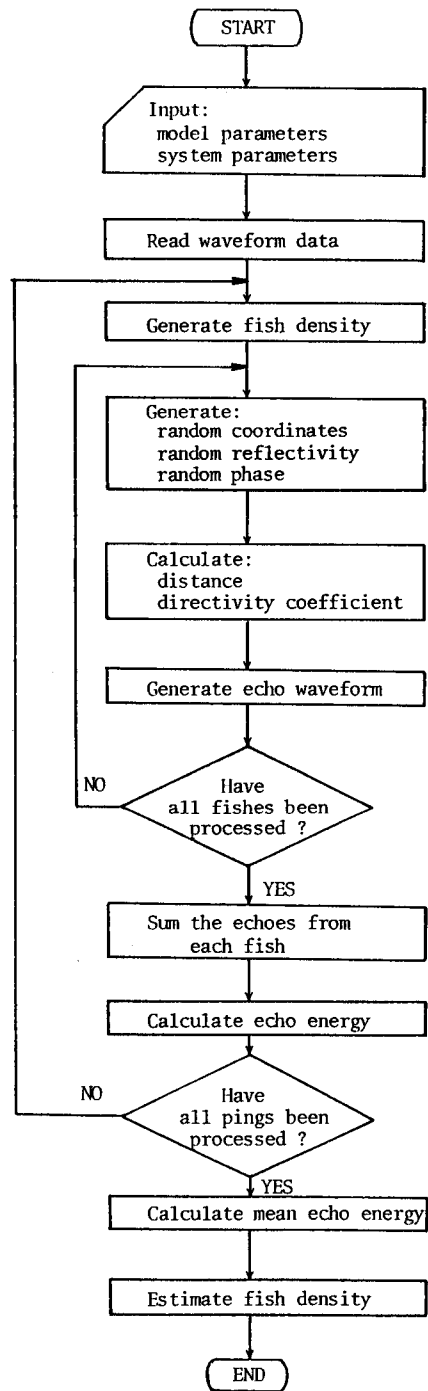 START
Input:
model parameters
system parameters
Read waveform data
Generate fish density
Generate:
random coordinates
random reflectivity
random phase
Calculate:
distance
directivity coefficient
Generate echo waveform
NO
Have
all fishes been
processed ?
YES
Sum the echoes from
each fish
Calculate echo energy
NO
Have
all pings been
processed ?
YES
Calculate mean echo energy
Estimate fish density
END